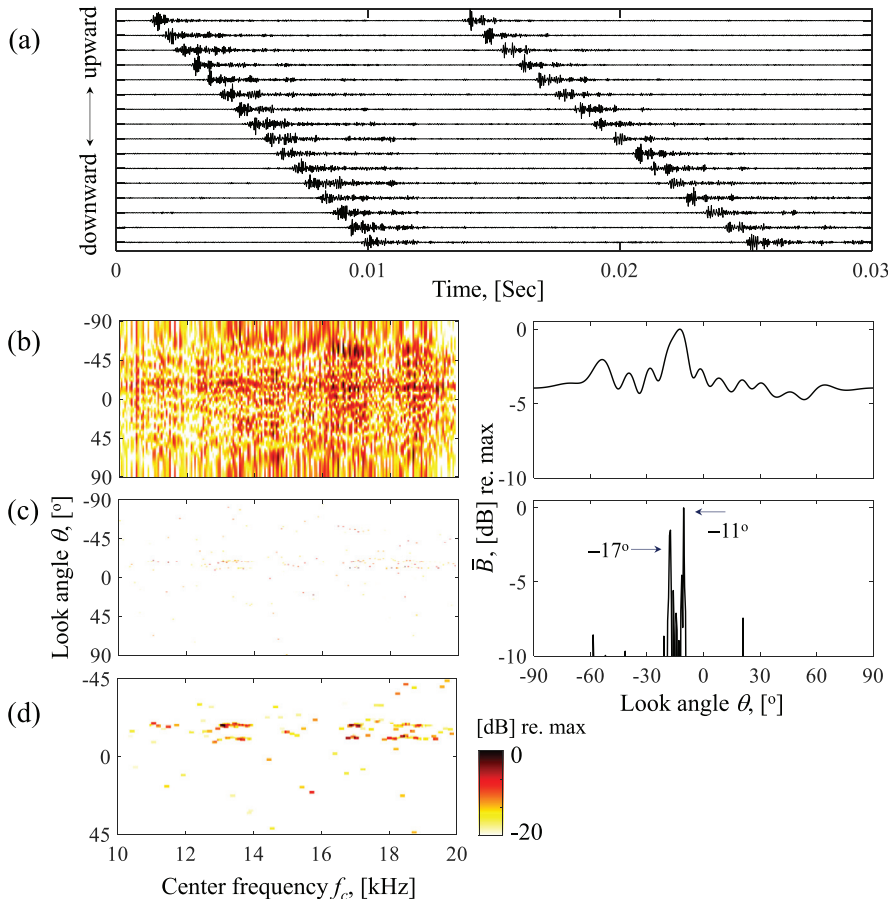 (a)
downward
upward
0
0.01
0.02
0.03
Time, [Sec]
(b)
-90
-45
0
45
90
0
-5
-10
(c)
-90
-45
0
45
90
Look angle θ, [º]
0
-5
-10
B̅, [dB] re. max
−17º
−11º
-90
-60
-30
0
30
60
90
Look angle θ, [º]
(d)
-45
0
45
10
12
14
16
18
20
Center frequency fc, [kHz]
[dB] re. max
0
-20